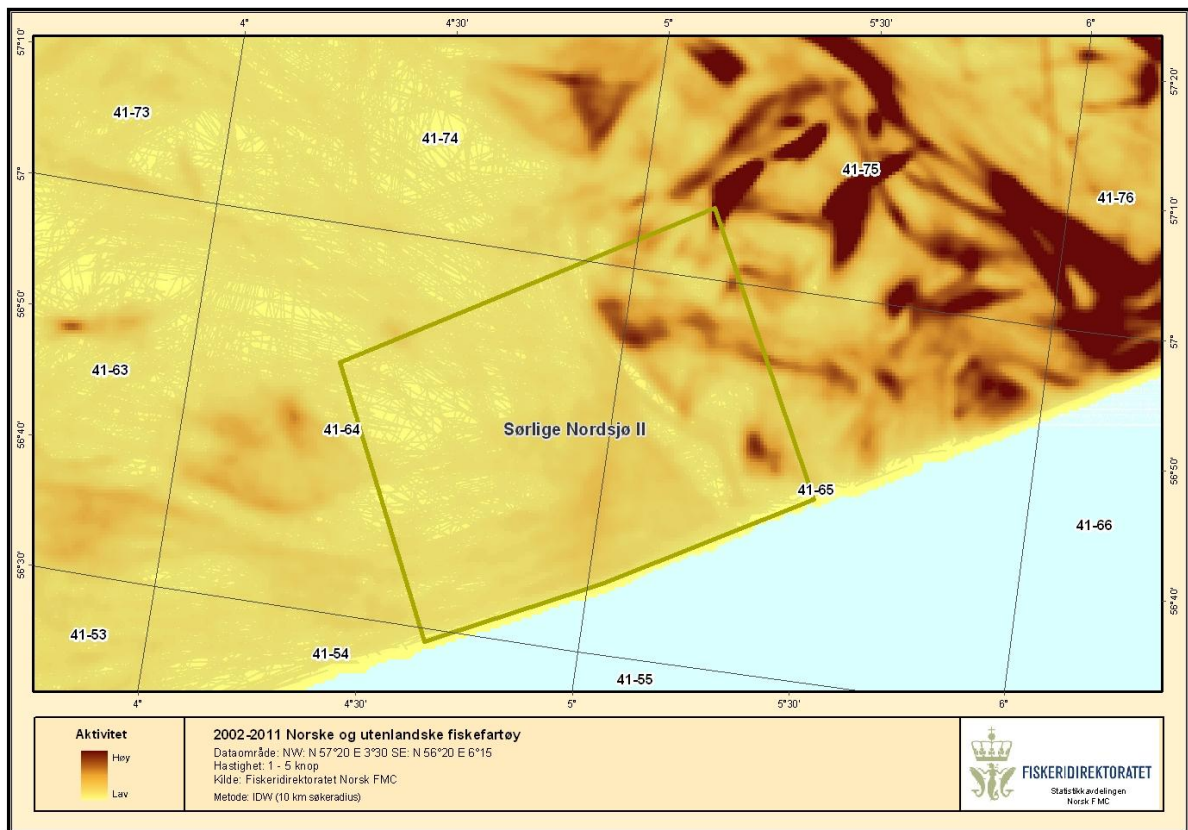 4°
4°30'
5°
5°30'
6°
57°10'
57°
56°50'
56°40'
56°30'
57°20'
57°10'
57°
56°50'
56°40'
41-73
41-74
41-75
41-76
41-63
41-64
Sørlige Nordsjø II
41-65
41-66
41-53
41-54
41-55
4°
4°30'
5°
5°30'
6°
Aktivitet
Høy
Lav
2002-2011 Norske og utenlandske fiskefartøy
Dataområde: NW: N 57°20 E 3°30 SE: N 56°20 E 6°15
Hastighet: 1 - 5 knop
Kilde: Fiskeridirektoratet Norsk FMC
Metode: IDW (10 km søkeradius)
FISKERIDIREKTORATET
Statistikkavdelingen
Norsk FMC